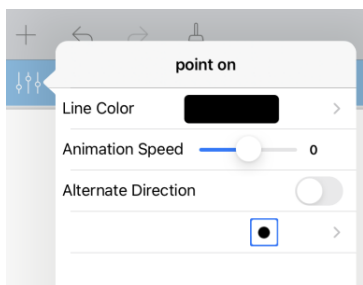 point on
Line Color
Animation Speed 0
Alternate Direction